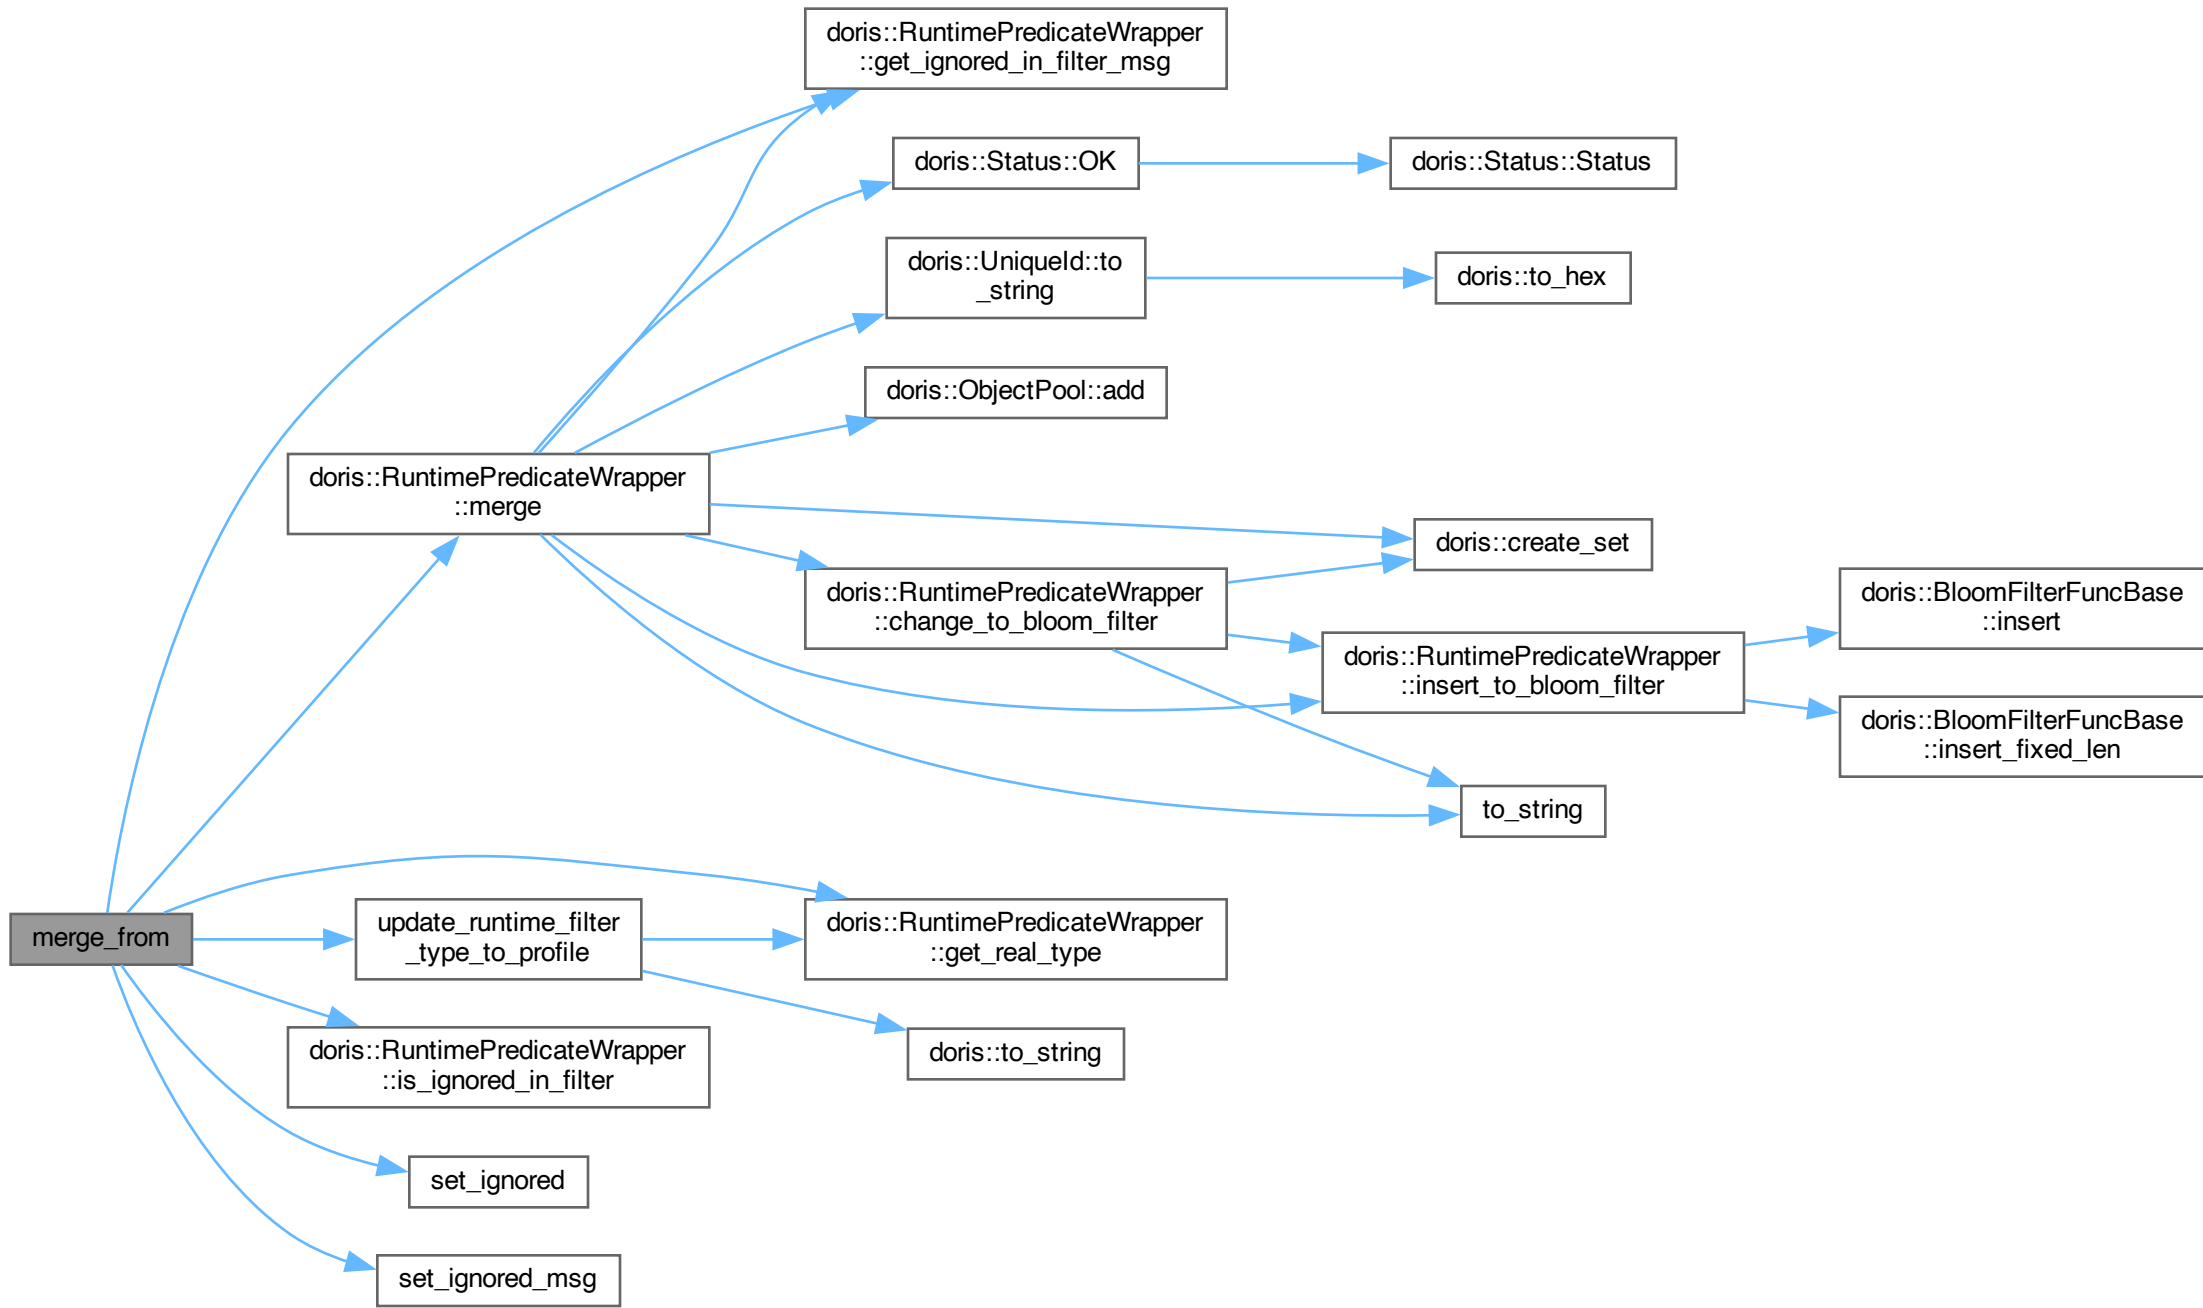 doris::RuntimePredicateWrapper
::get_ignored_in_filter_msg
doris::Status::OK
doris::Status::Status
doris::UniqueId::to
_string
doris::to_hex
doris::ObjectPool::add
doris::RuntimePredicateWrapper
::merge
doris::create_set
doris::RuntimePredicateWrapper
::change_to_bloom_filter
doris::BloomFilterFuncBase
::insert
doris::RuntimePredicateWrapper
::insert_to_bloom_filter
doris::BloomFilterFuncBase
::insert_fixed_len
to_string
merge_from
update_runtime_filter
_type_to_profile
doris::RuntimePredicateWrapper
::get_real_type
doris::RuntimePredicateWrapper
::is_ignored_in_filter
doris::to_string
set_ignored
set_ignored_msg